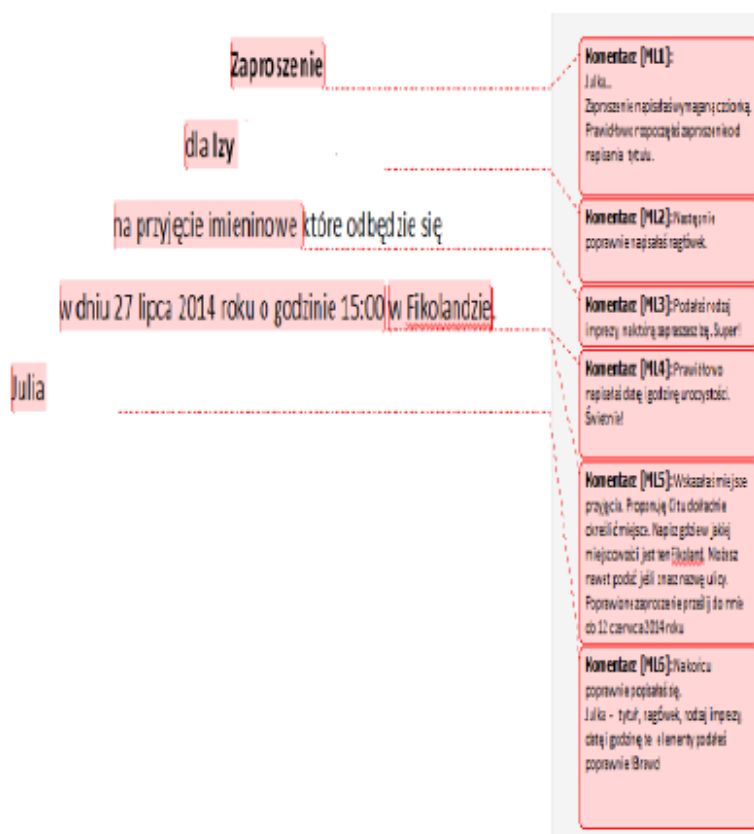 Zaproszenie
dla Izy
na przyjęcie imieninowe które odbędzie się
w dniu 27 lipca 2014 roku o godzinie 15:00 w Fikolandzie.
Julia
Komentarz [ML1]:
Julka...
Zaproszenie napisałaś wymaganą czcionką.
Prawidłowo rozpoczęłaś zaproszenie od
napisania tytułu.
Komentarz [ML2]: Następnie
poprawnie napisałaś nagłówek.
Komentarz [ML3]: Podałaś rodzaj
imprezy, na którą zapraszasz Izę. Super!
Komentarz [ML4]: Prawidłowo
napisałaś datę i godzinę uroczystości.
Świetnie!
Komentarz [ML5]: Wskazałaś miejsce
przyjęcia. Proponuję Ci tu dokładnie
określić miejsce. Napisz gdzie w jakiej
miejscowości jest ten Fikoland. Możesz
nawet podać jeśli znasz nazwę ulicy.
Poprawione zaproszenie prześlij do mnie
do 12 czerwca 2014 roku
Komentarz [ML6]: Na końcu
poprawnie popisałaś się.
Julka - tytuł, nagłówek, rodzaj imprezy,
datę i godzinę te elementy podałaś
poprawnie! Brawo!